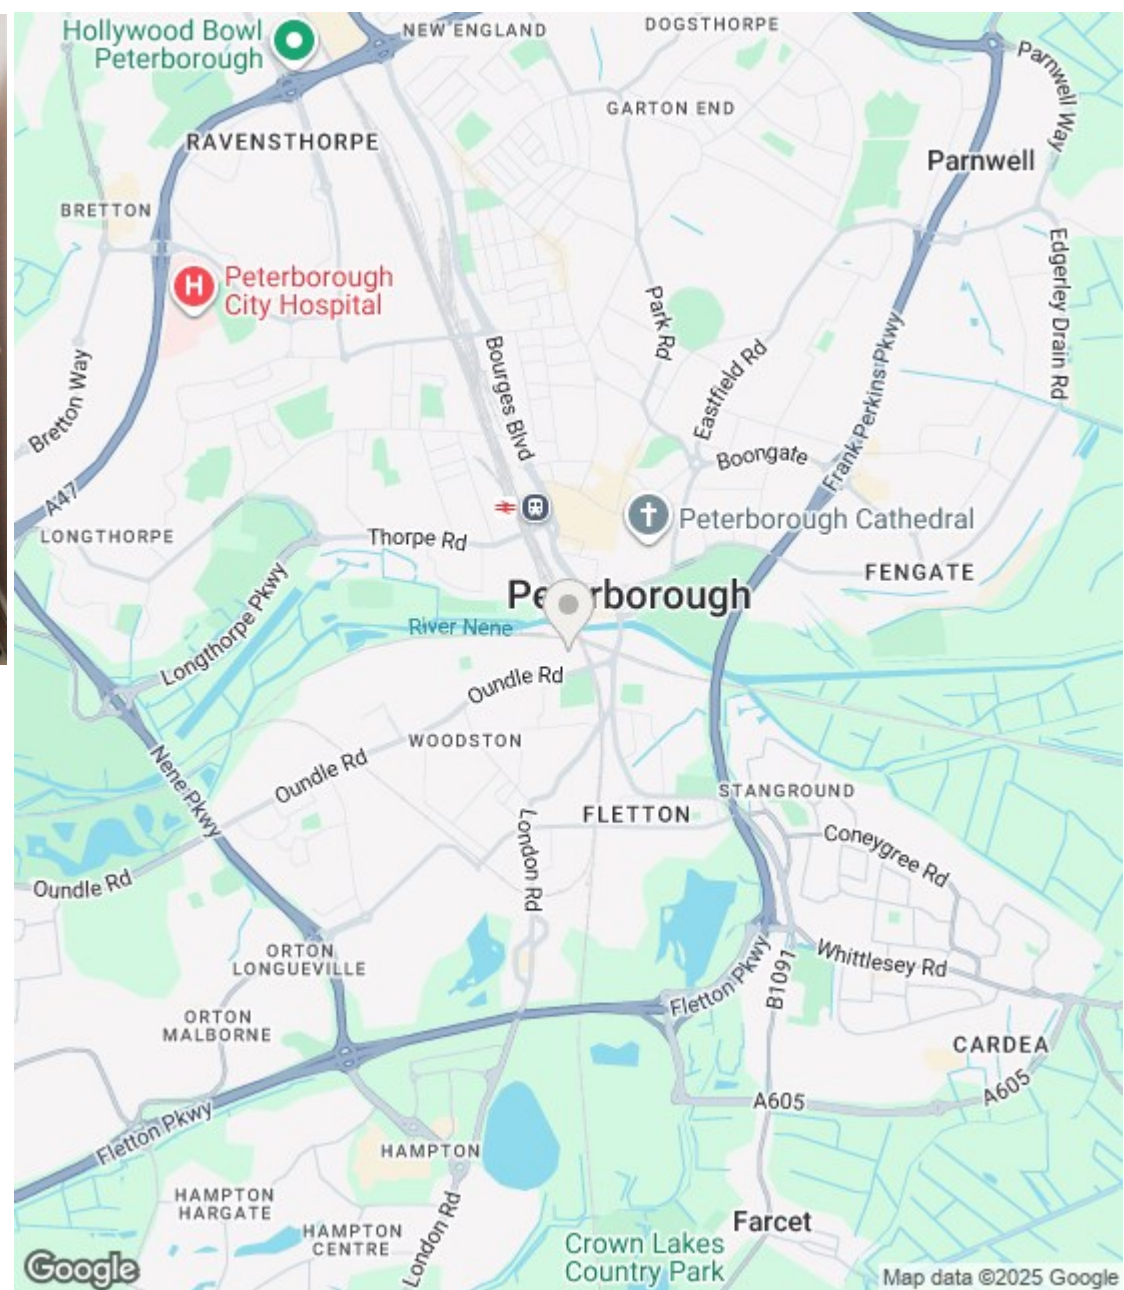 Hollywood Bowl
Peterborough
NEW ENGLAND
DOGSTHORPE
Parnwell Way
GARTON END
RAVENSTHORPE
Parnwell
BRETTON
Peterborough
City Hospital
Edgerley Drain Rd
Park Rd
Bourges Blvd
Eastfield Rd
Frank Perkins Pkwy
Bretton Way
Boongate
A47
LONGTHORPE
Thorpe Rd
Peterborough Cathedral
FENGATE
Longthorpe Pkwy
River Nene
Oundle Rd
WOODSTON
Oundle Rd
Nene Pkwy
STANGROUND
FLETTON
Coneygree Rd
London Rd
Oundle Rd
ORTON
LONGUEVILLE
Whittlesey Rd
Fletton Pkwy
B1091
ORTON
MALBORNE
CARDEA
A605
A605
Fletton Pkwy
HAMPTON
HAMPTON
HARGATE
London Rd
HAMPTON
CENTRE
Farcet
Crown Lakes
Country Park
Google
Map data ©2025 Google